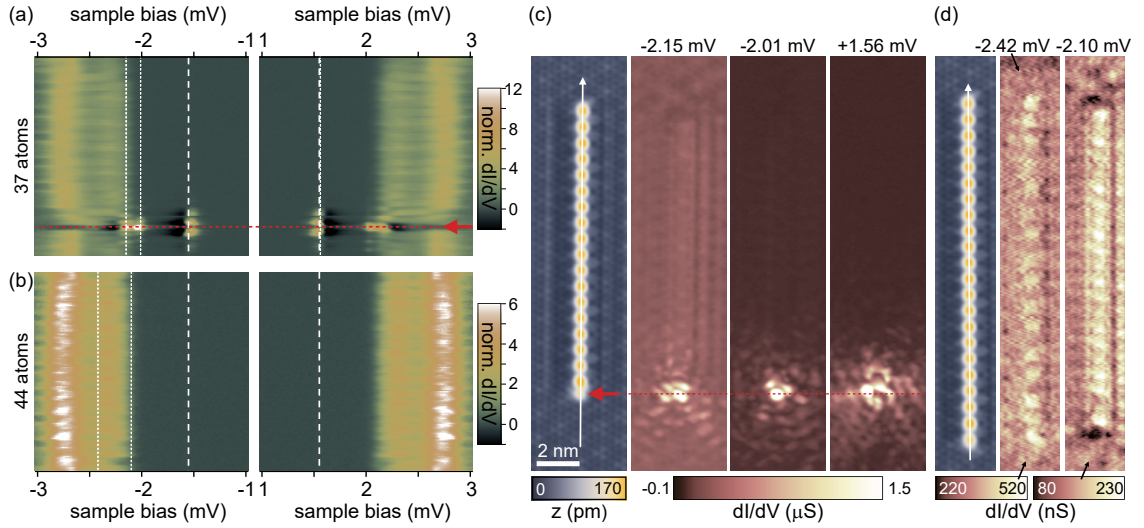 (a)
sample bias (mV)
sample bias (mV)
-3
-2
-1
1
2
3
37 atoms
12
8
4
0
norm. dI/dV
(b)
44 atoms
6
4
2
0
norm. dI/dV
-3
-2
-1
1
2
3
sample bias (mV)
sample bias (mV)
(c)
-2.15 mV
-2.01 mV
+1.56 mV
2 nm
0
170
z (pm)
-0.1
1.5
dI/dV (μS)
(d)
-2.42 mV
-2.10 mV
220
520
80
230
dI/dV (nS)